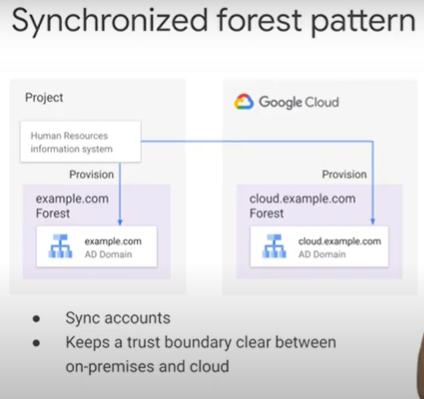 Synchronized forest pattern
Project
Google Cloud
Human Resources
information system
Provision
Provision
example.com
Forest
cloud.example.com
Forest
example.com
AD Domain
cloud.example.com
AD Domain
● Sync accounts
● Keeps a trust boundary clear between
on-premises and cloud